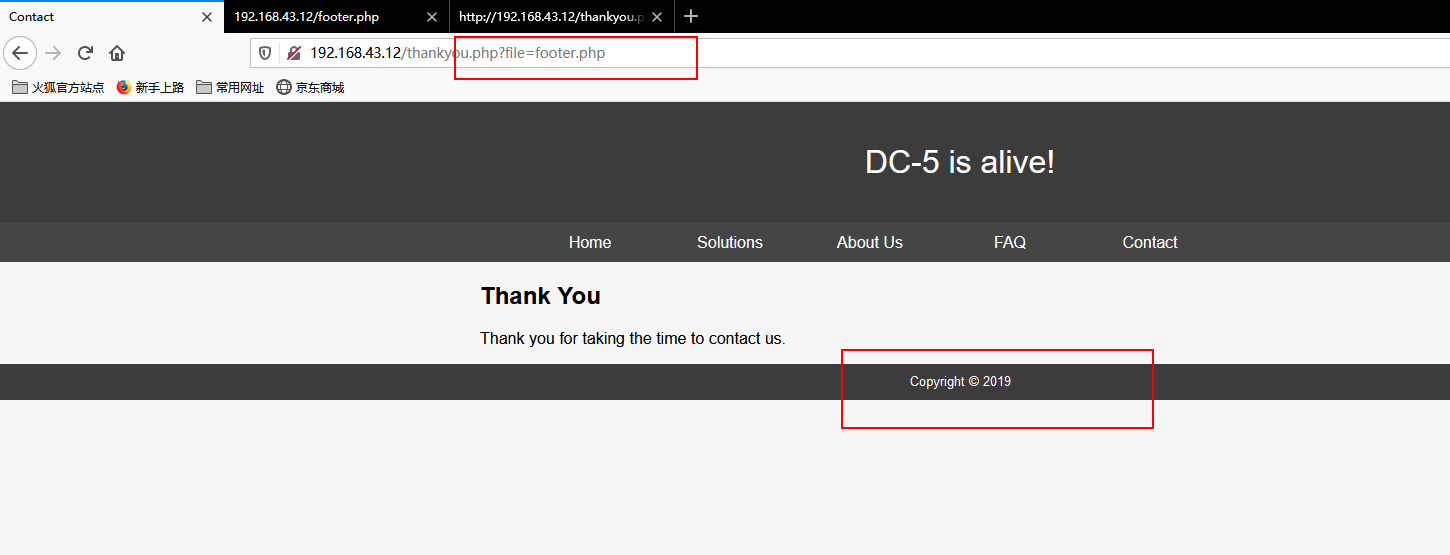 Contact
192.168.43.12/footer.php
http://192.168.43.12/thankyou.p
192.168.43.12/thankyou.php?file=footer.php
火狐官方站点
新手上路
常用网址
京东商城
DC-5 is alive!
Home
Solutions
About Us
FAQ
Contact
Thank You
Thank you for taking the time to contact us.
Copyright © 2019